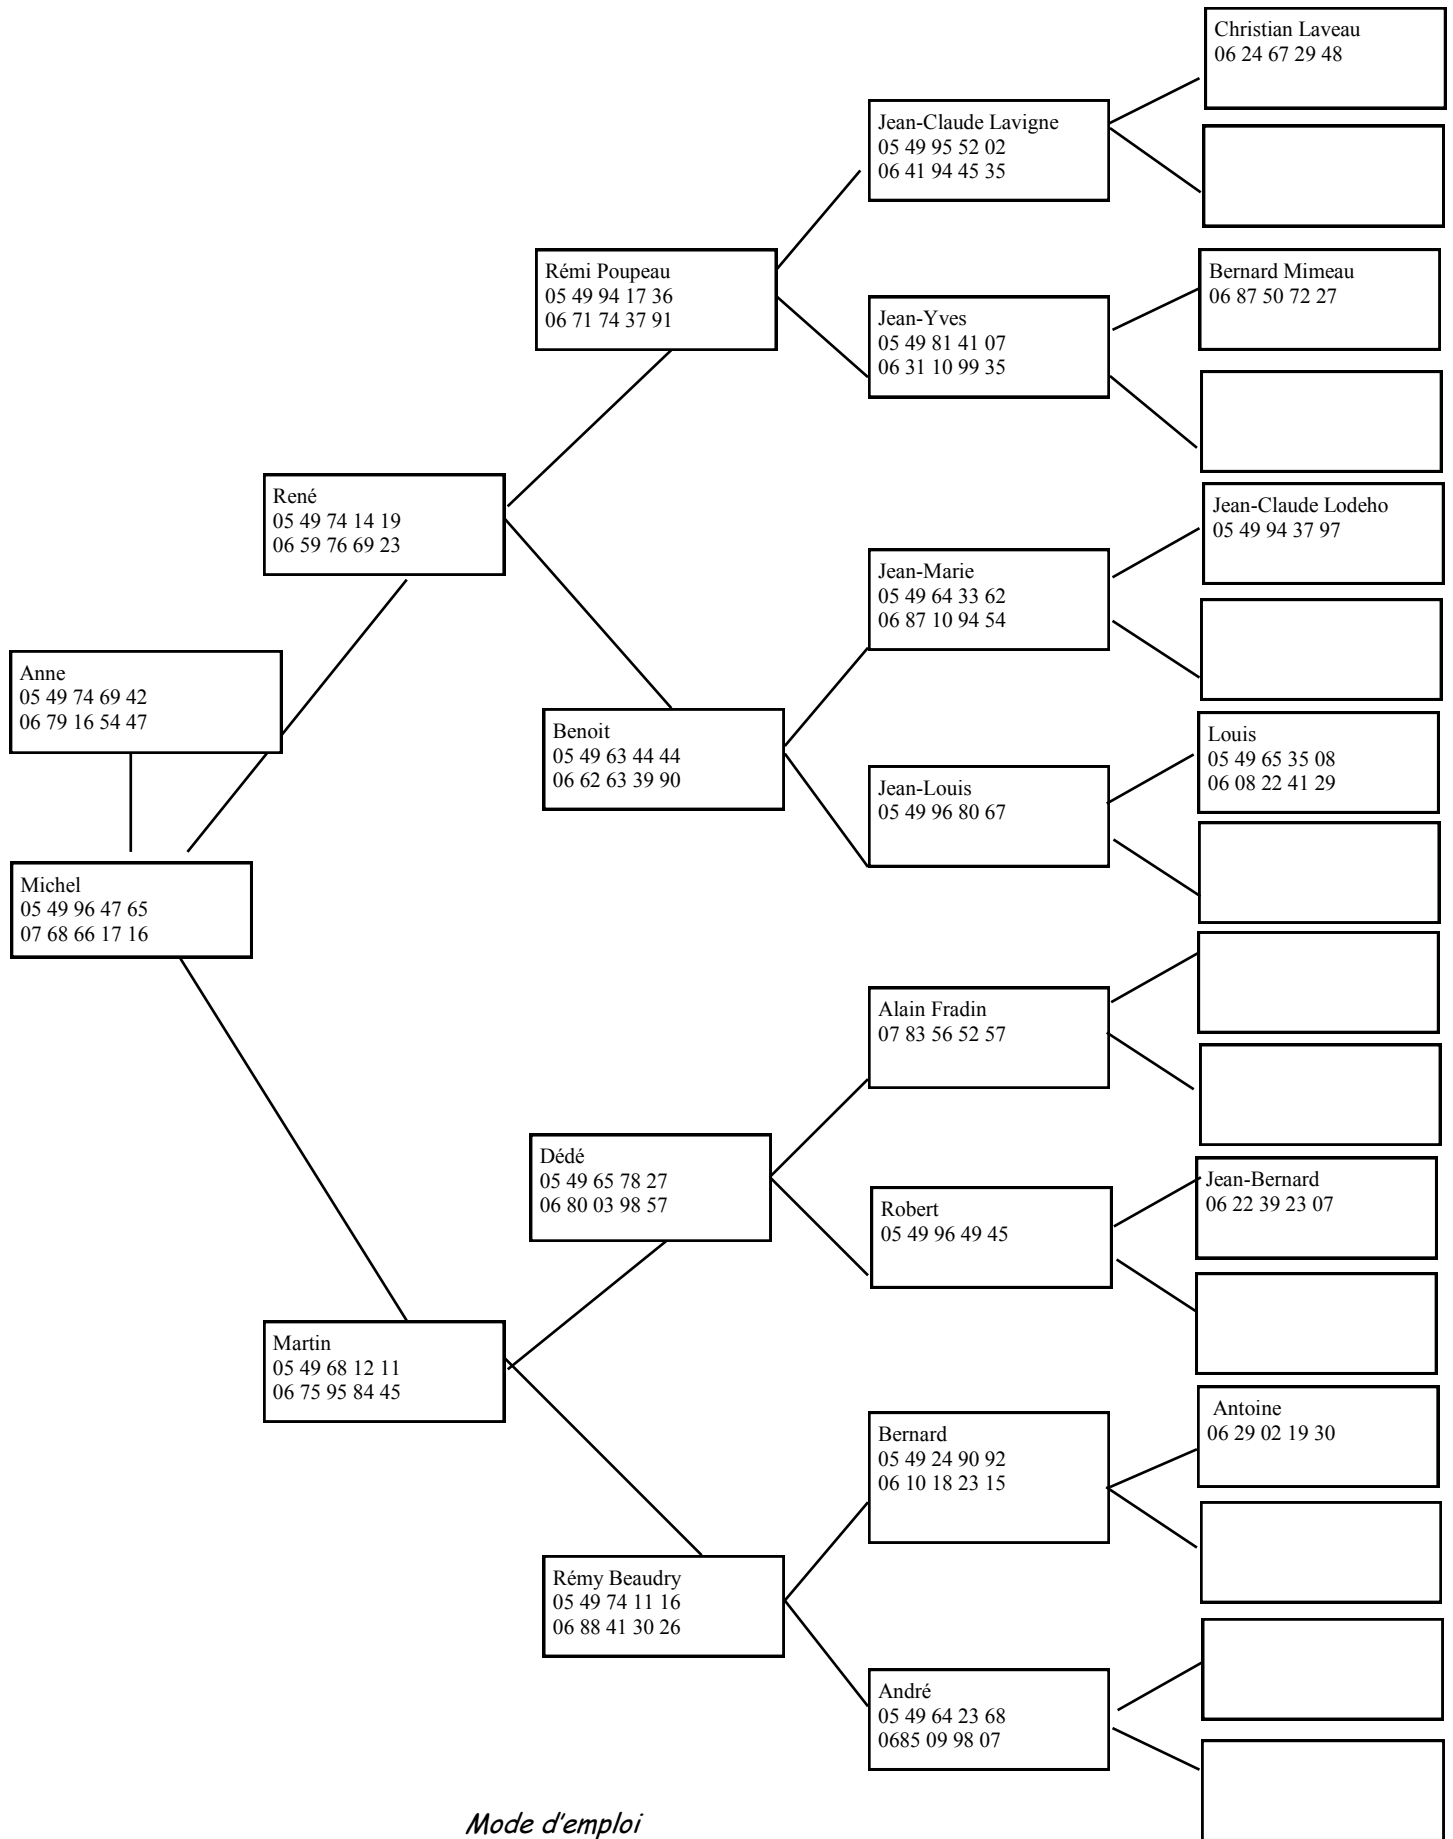 Christian Laveau
06 24 67 29 48
Jean-Claude Lavigne
05 49 95 52 02
06 41 94 45 35
Rémi Poupeau
05 49 94 17 36
06 71 74 37 91
Bernard Mimeau
06 87 50 72 27
Jean-Yves
05 49 81 41 07
06 31 10 99 35
René
05 49 74 14 19
06 59 76 69 23
Jean-Claude Lodeho
05 49 94 37 97
Jean-Marie
05 49 64 33 62
06 87 10 94 54
Anne
05 49 74 69 42
06 79 16 54 47
Benoit
05 49 63 44 44
06 62 63 39 90
Louis
05 49 65 35 08
06 08 22 41 29
Jean-Louis
05 49 96 80 67
Michel
05 49 96 47 65
07 68 66 17 16
Alain Fradin
07 83 56 52 57
Dédé
05 49 65 78 27
06 80 03 98 57
Jean-Bernard
06 22 39 23 07
Robert
05 49 96 49 45
Martin
05 49 68 12 11
06 75 95 84 45
Antoine
06 29 02 19 30
Bernard
05 49 24 90 92
06 10 18 23 15
Rémy Beaudry
05 49 74 11 16
06 88 41 30 26
André
05 49 64 23 68
0685 09 98 07
Mode d'emploi